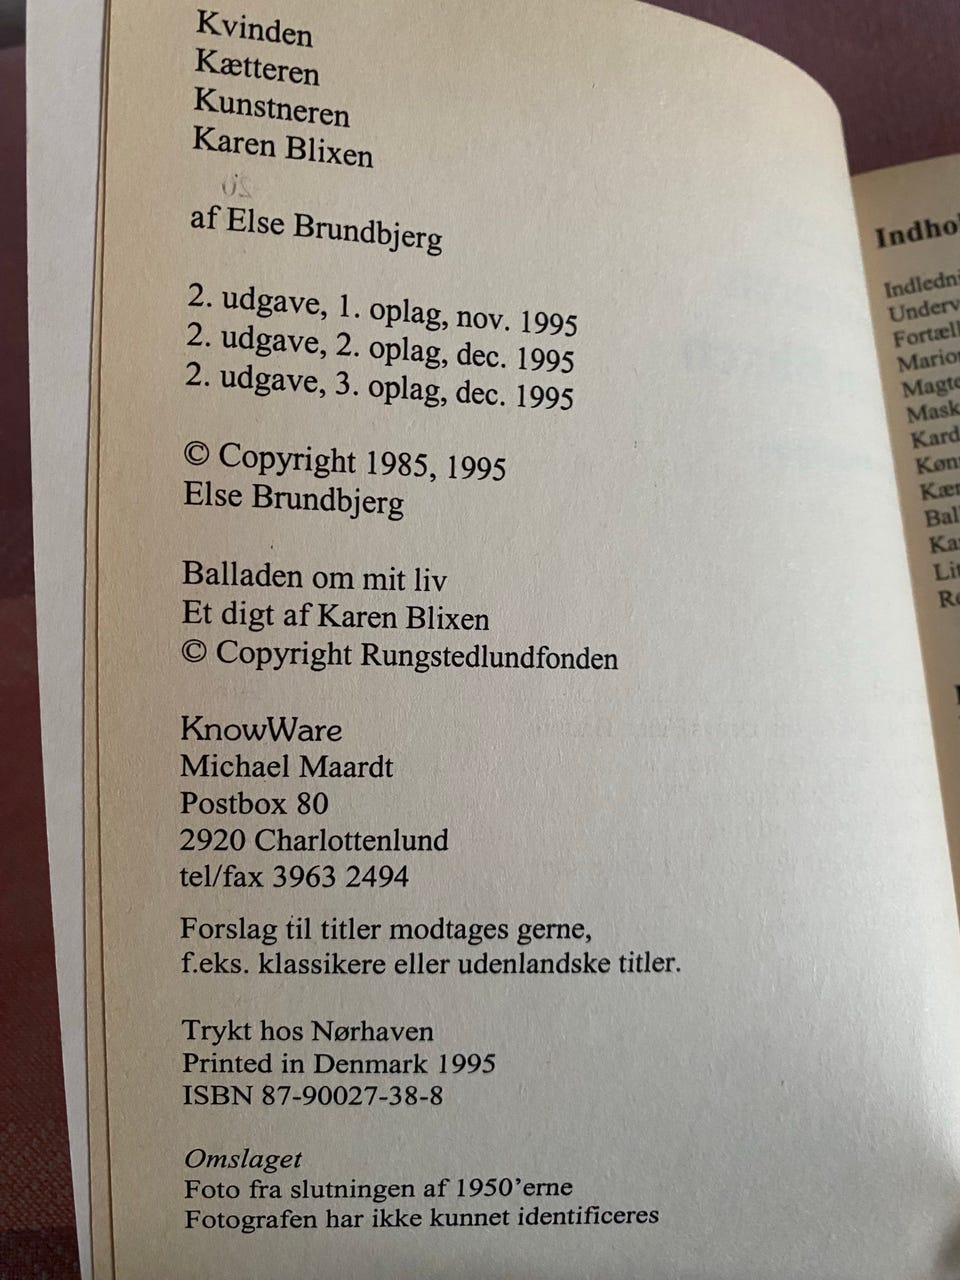 Kvinden
Kætteren
Kunstneren
Karen Blixen
af Else Brundbjerg
2. udgave, 1. oplag, nov. 1995
2. udgave, 2. oplag, dec. 1995
2. udgave, 3. oplag, dec. 1995
© Copyright 1985, 1995
Else Brundbjerg
Balladen om mit liv
Et digt af Karen Blixen
© Copyright Rungstedlundfonden
KnowWare
Michael Maardt
Postbox 80
2920 Charlottenlund
tel/fax 3963 2494
Forslag til titler modtages gerne,
f.eks. klassikere eller udenlandske titler.
Trykt hos Nørhaven
Printed in Denmark 1995
ISBN 87-90027-38-8
Omslaget
Foto fra slutningen af 1950'erne
Fotografen har ikke kunnet identificeres